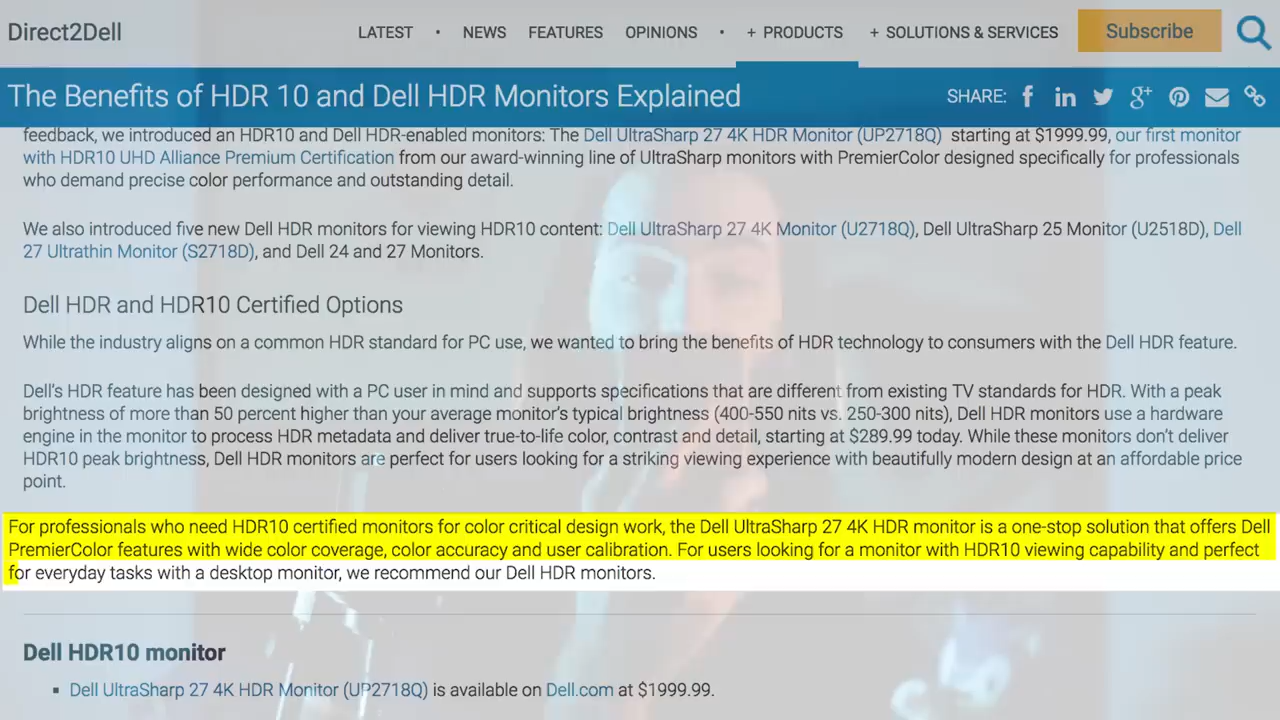 Direct2Dell
LATEST • NEWS FEATURES OPINIONS • + PRODUCTS + SOLUTIONS & SERVICES Subscribe
The Benefits of HDR 10 and Dell HDR Monitors Explained SHARE:
feedback, we introduced an HDR10 and Dell HDR-enabled monitors: The Dell UltraSharp 27 4K HDR Monitor (UP2718Q) starting at $1999.99, our first monitor
with HDR10 UHD Alliance Premium Certification from our award-winning line of UltraSharp monitors with PremierColor designed specifically for professionals
who demand precise color performance and outstanding detail.
We also introduced five new Dell HDR monitors for viewing HDR10 content: Dell UltraSharp 27 4K Monitor (U2718Q), Dell UltraSharp 25 Monitor (U2518D), Dell
27 Ultrathin Monitor (S2718D), and Dell 24 and 27 Monitors.
Dell HDR and HDR10 Certified Options
While the industry aligns on a common HDR standard for PC use, we wanted to bring the benefits of HDR technology to consumers with the Dell HDR feature.
Dell's HDR feature has been designed with a PC user in mind and supports specifications that are different from existing TV standards for HDR. With a peak
brightness of more than 50 percent higher than your average monitor's typical brightness (400-550 nits vs. 250-300 nits), Dell HDR monitors use a hardware
engine in the monitor to process HDR metadata and deliver true-to-life color, contrast and detail, starting at $289.99 today. While these monitors don't deliver
HDR10 peak brightness, Dell HDR monitors are perfect for users looking for a striking viewing experience with beautifully modern design at an affordable price
point.
For professionals who need HDR10 certified monitors for color critical design work, the Dell UltraSharp 27 4K HDR monitor is a one-stop solution that offers Dell
PremierColor features with wide color coverage, color accuracy and user calibration. For users looking for a monitor with HDR10 viewing capability and perfect
for everyday tasks with a desktop monitor, we recommend our Dell HDR monitors.
Dell HDR10 monitor
▪ Dell UltraSharp 27 4K HDR Monitor (UP2718Q) is available on Dell.com at $1999.99.